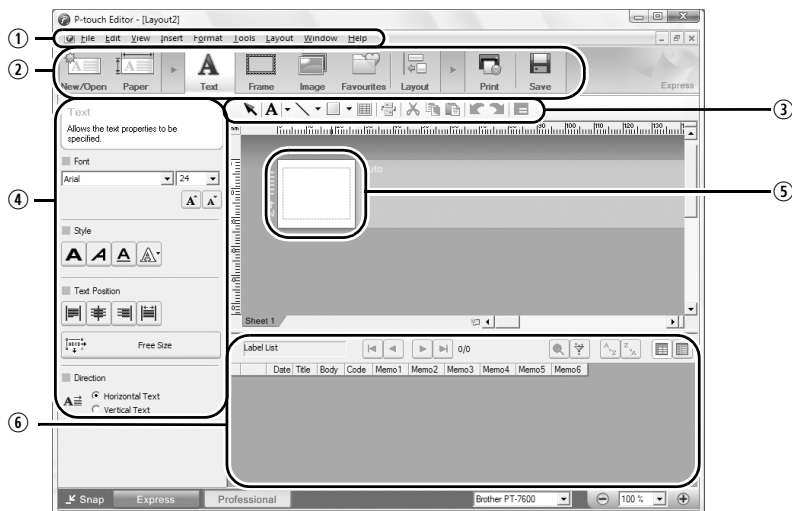 P-touch Editor - [Layout2]
① File Edit View Insert Format Tools Layout Window Help
②
New/Open Paper Text Frame Image Favourites Layout Print Save Express
Text
Allows the text properties to be
specified.
③
Font
Arial 24
④
⑤
Style
Text Position
Free Size
Direction
Horizontal Text
Vertical Text
Sheet 1
Label List 0/0
Date Title Body Code Memo1 Memo2 Memo3 Memo4 Memo5 Memo6
⑥
Snap Express Professional Brother PT-7600 100 %